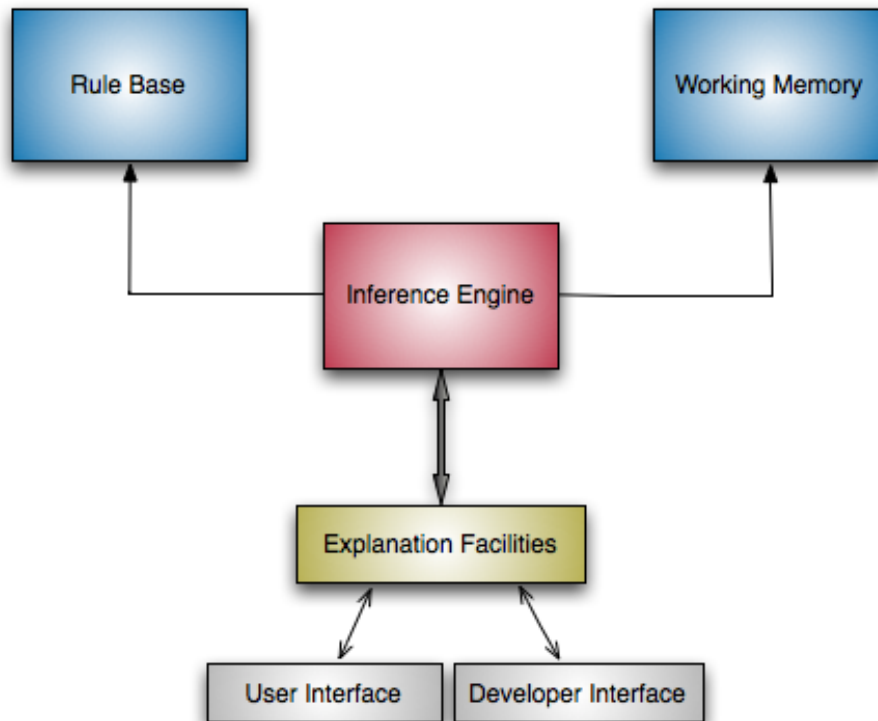 Rule Base
Working Memory
Inference Engine
Explanation Facilities
User Interface
Developer Interface